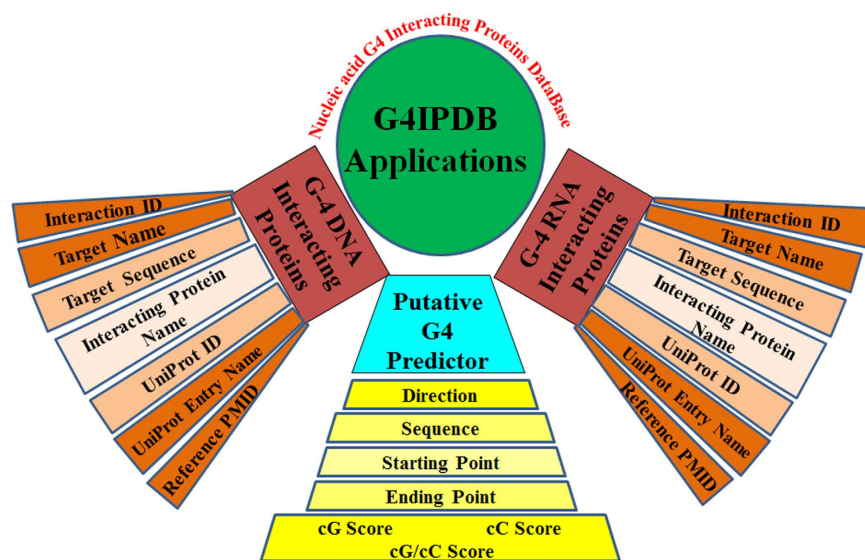 Nucleic acid G4 Interacting Proteins DataBase
G4IPDB
Applications
G-4 DNA
Interacting
Proteins
Interaction ID
Target Name
Target Sequence
Interacting Protein
Name
UniProt ID
UniProt Entry Name
Reference PMID
Putative
G4
Predictor
Direction
Sequence
Starting Point
Ending Point
cG Score cC Score
cG/cC Score
G-4 RNA
Interacting
Proteins
Interaction ID
Target Name
Target Sequence
Interacting Protein
Name
UniProt ID
UniProt Entry Name
Reference PMID